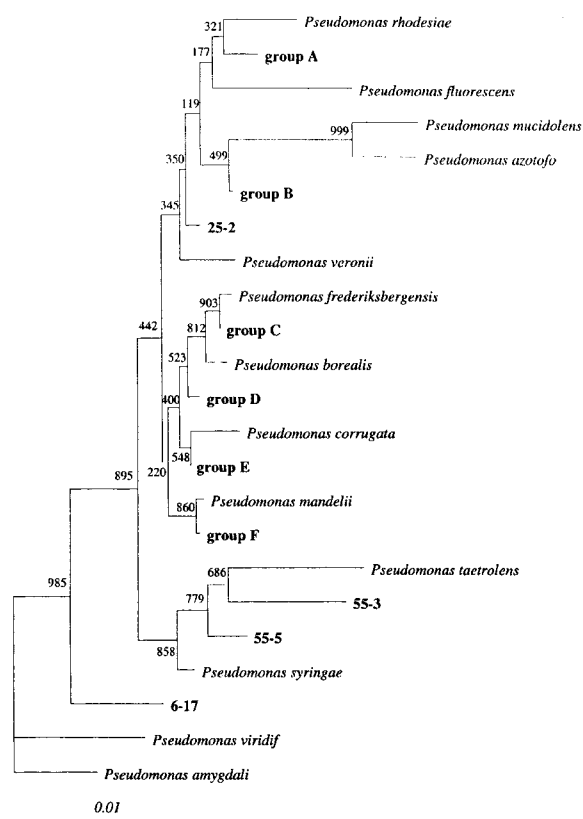 321 Pseudomonas rhodesiae
177 group A
Pseudomonas fluorescens
119
999 Pseudomonas mucidolens
350 499 Pseudomonas azotofo
group B
345
25-2
Pseudomonas veronii
903 Pseudomonas frederiksbergensis
442 812 group C
523 Pseudomonas borealis
400 group D
Pseudomonas corrugata
548
895 220 group E
860 Pseudomonas mandelii
group F
686 Pseudomonas taetrolens
985 779 55-3
55-5
858
Pseudomonas syringae
6-17
Pseudomonas viridif
Pseudomonas amygdali
0.01